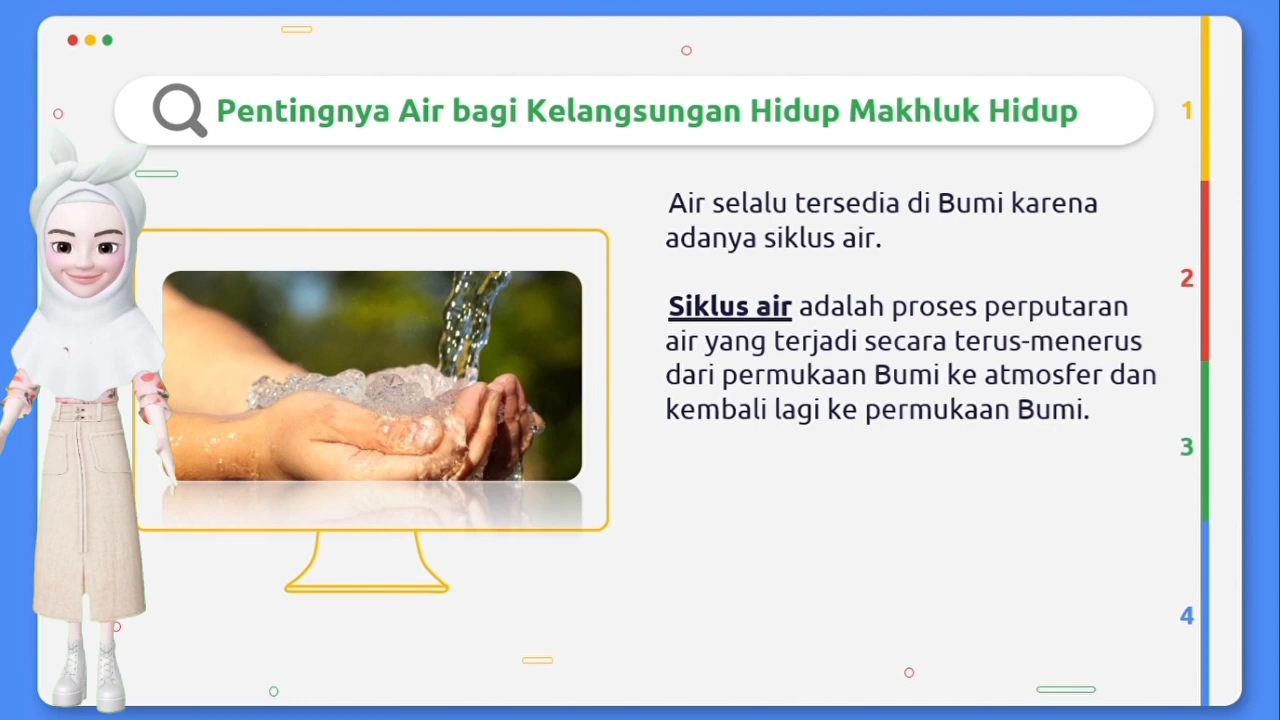 Pentingnya Air bagi Kelangsungan Hidup Makhluk Hidup
1
Air selalu tersedia di Bumi karena
adanya siklus air.
2
Siklus air adalah proses perputaran
air yang terjadi secara terus-menerus
dari permukaan Bumi ke atmosfer dan
kembali lagi ke permukaan Bumi.
3
4